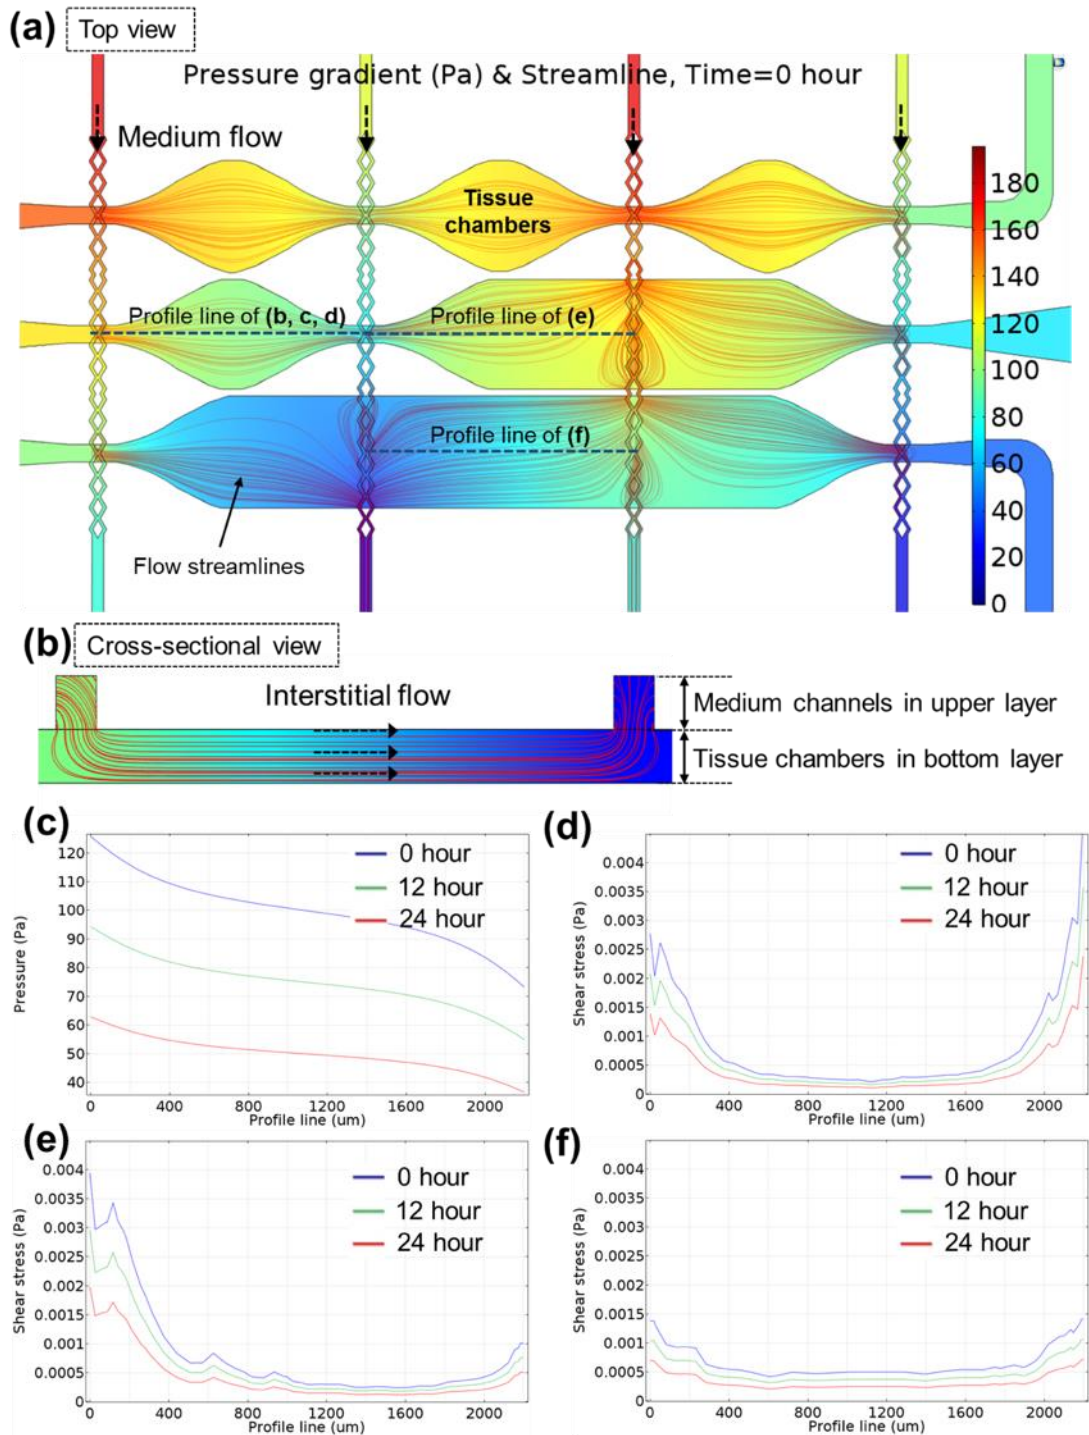 (a) Top view
Pressure gradient (Pa) & Streamline, Time=0 hour
Medium flow
Tissue
chambers
Profile line of (b, c, d)
Profile line of (e)
Profile line of (f)
Flow streamlines
180
160
140
120
100
80
60
40
20
0
(b) Cross-sectional view
Interstitial flow
Medium channels in upper layer
Tissue chambers in bottom layer
(c)
Pressure (Pa)
120
110
100
90
80
70
60
50
40
0 hour
12 hour
24 hour
0 400 800 1200 1600 2000
Profile line (um)
(d)
Shear stress (Pa)
0.004
0.0035
0.003
0.0025
0.002
0.0015
0.001
0.0005
0
0 hour
12 hour
24 hour
0 400 800 1200 1600 2000
Profile line (um)
(e)
Shear stress (Pa)
0.004
0.0035
0.003
0.0025
0.002
0.0015
0.001
0.0005
0
0 hour
12 hour
24 hour
0 400 800 1200 1600 2000
Profile line (um)
(f)
Shear stress (Pa)
0.004
0.0035
0.003
0.0025
0.002
0.0015
0.001
0.0005
0
0 hour
12 hour
24 hour
0 400 800 1200 1600 2000
Profile line (um)